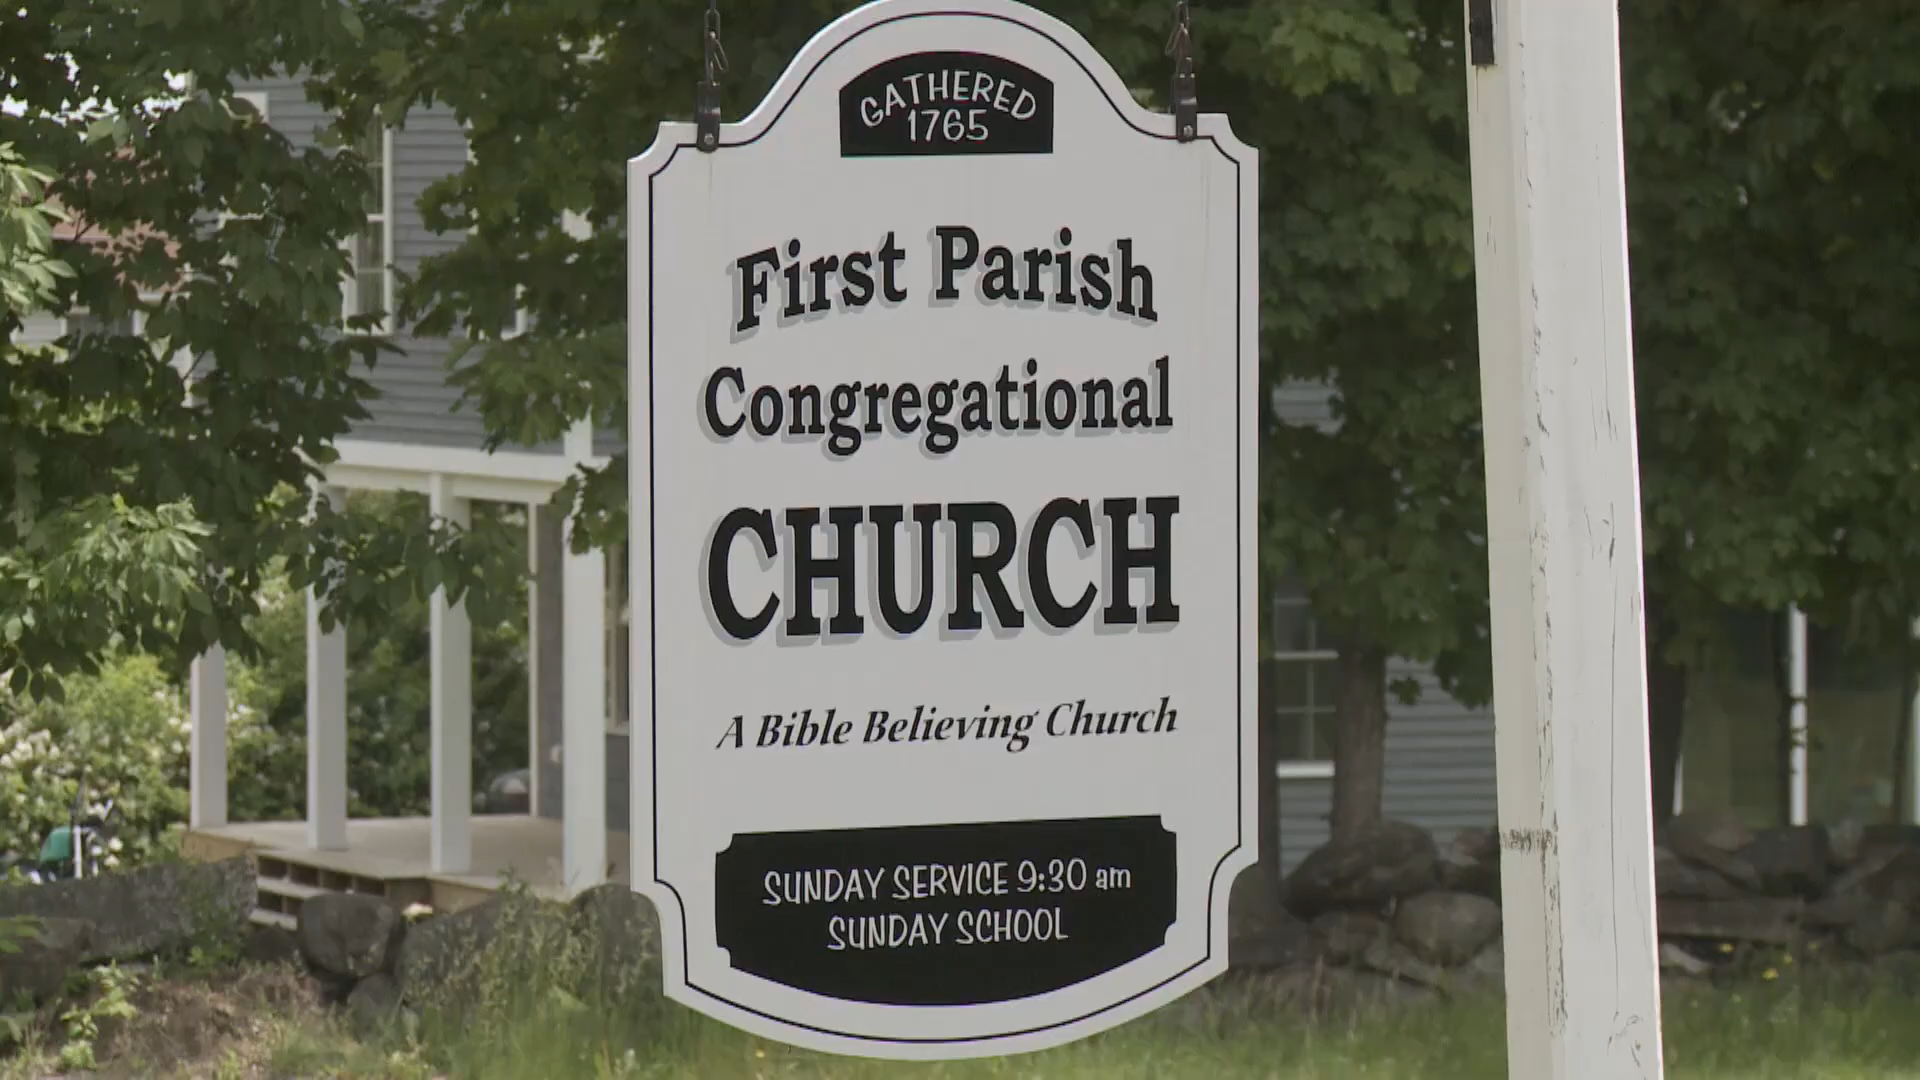 GATHERED
1765
First Parish
Congregational
CHURCH
A Bible Believing Church
SUNDAY SERVICE 9:30 am
SUNDAY SCHOOL